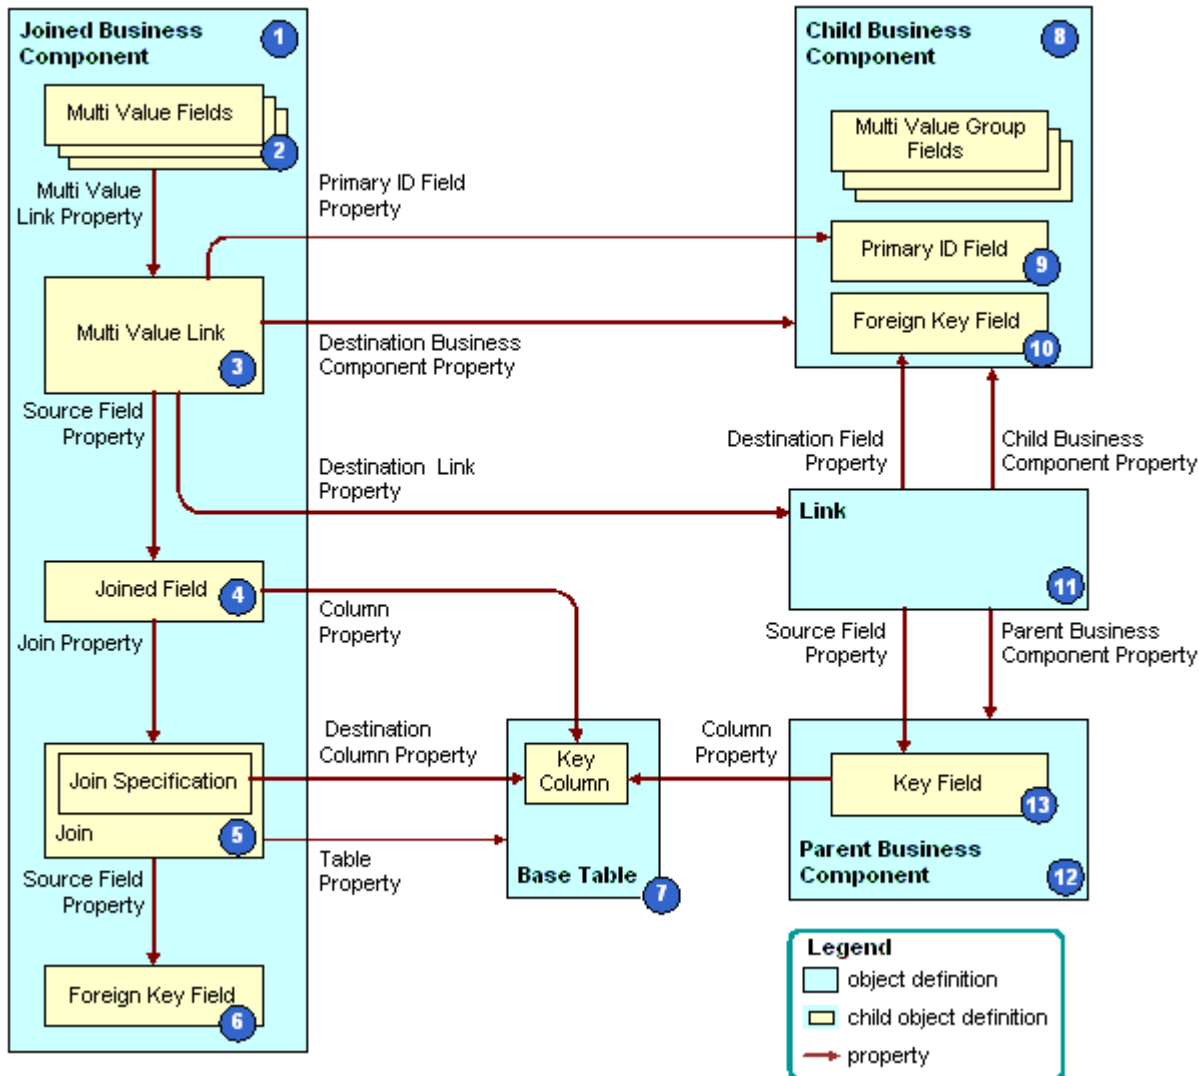 Joined Business
Component
1
Multi Value Fields
2
Multi Value
Link Property
Multi Value Link
3
Source Field
Property
Joined Field
4
Join Property
Join Specification
Join
5
Source Field
Property
Foreign Key Field
6
Primary ID Field
Property
Destination Business
Component Property
Destination Link
Property
Column
Property
Destination
Column Property
Table
Property
Key
Column
Base Table
7
Child Business
Component
8
Multi Value Group
Fields
Primary ID Field
9
Foreign Key Field
10
Destination Field
Property
Child Business
Component Property
Link
11
Source Field
Property
Parent Business
Component Property
Column
Property
Key Field
13
Parent Business
Component
12
Legend
object definition
child object definition
property